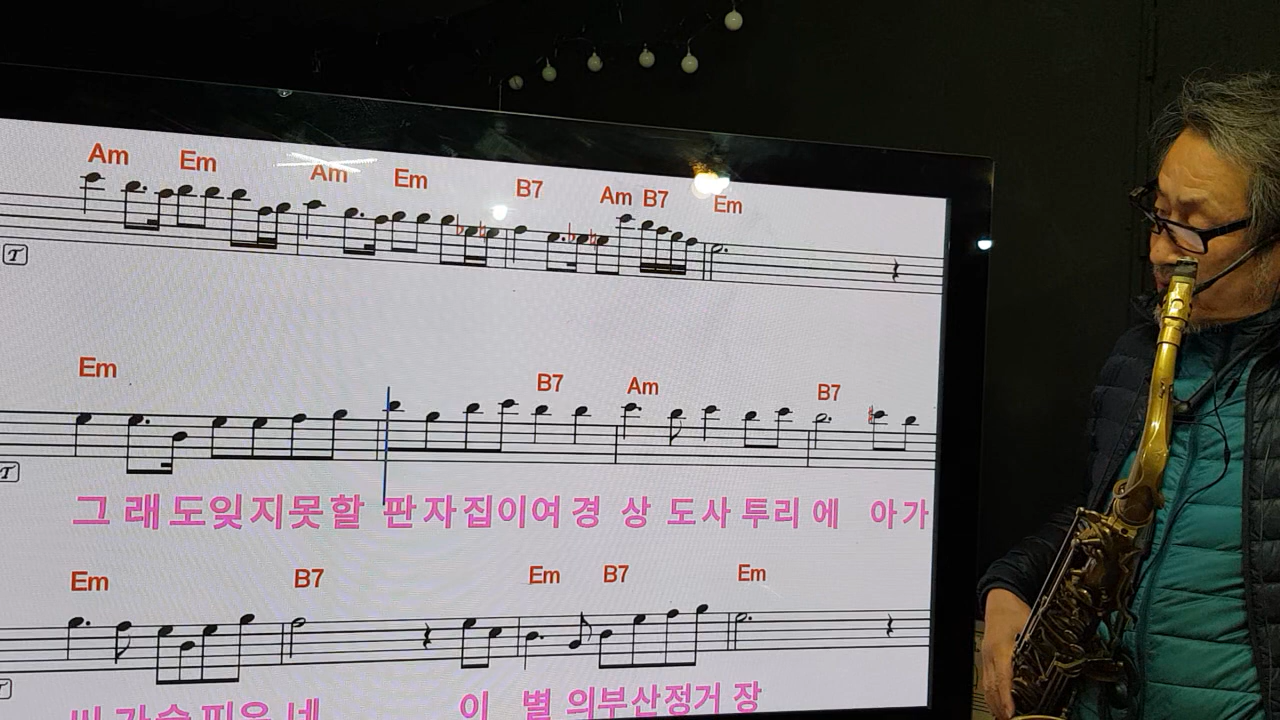 Am Em Am Em B7 Am B7 Em
T
Em B7 Am B7
T
그 래 도잊지못할 판자집이여경 상 도사 투리 에 아가
Em B7 Em B7 Em
T
이 별 의부산정거 장